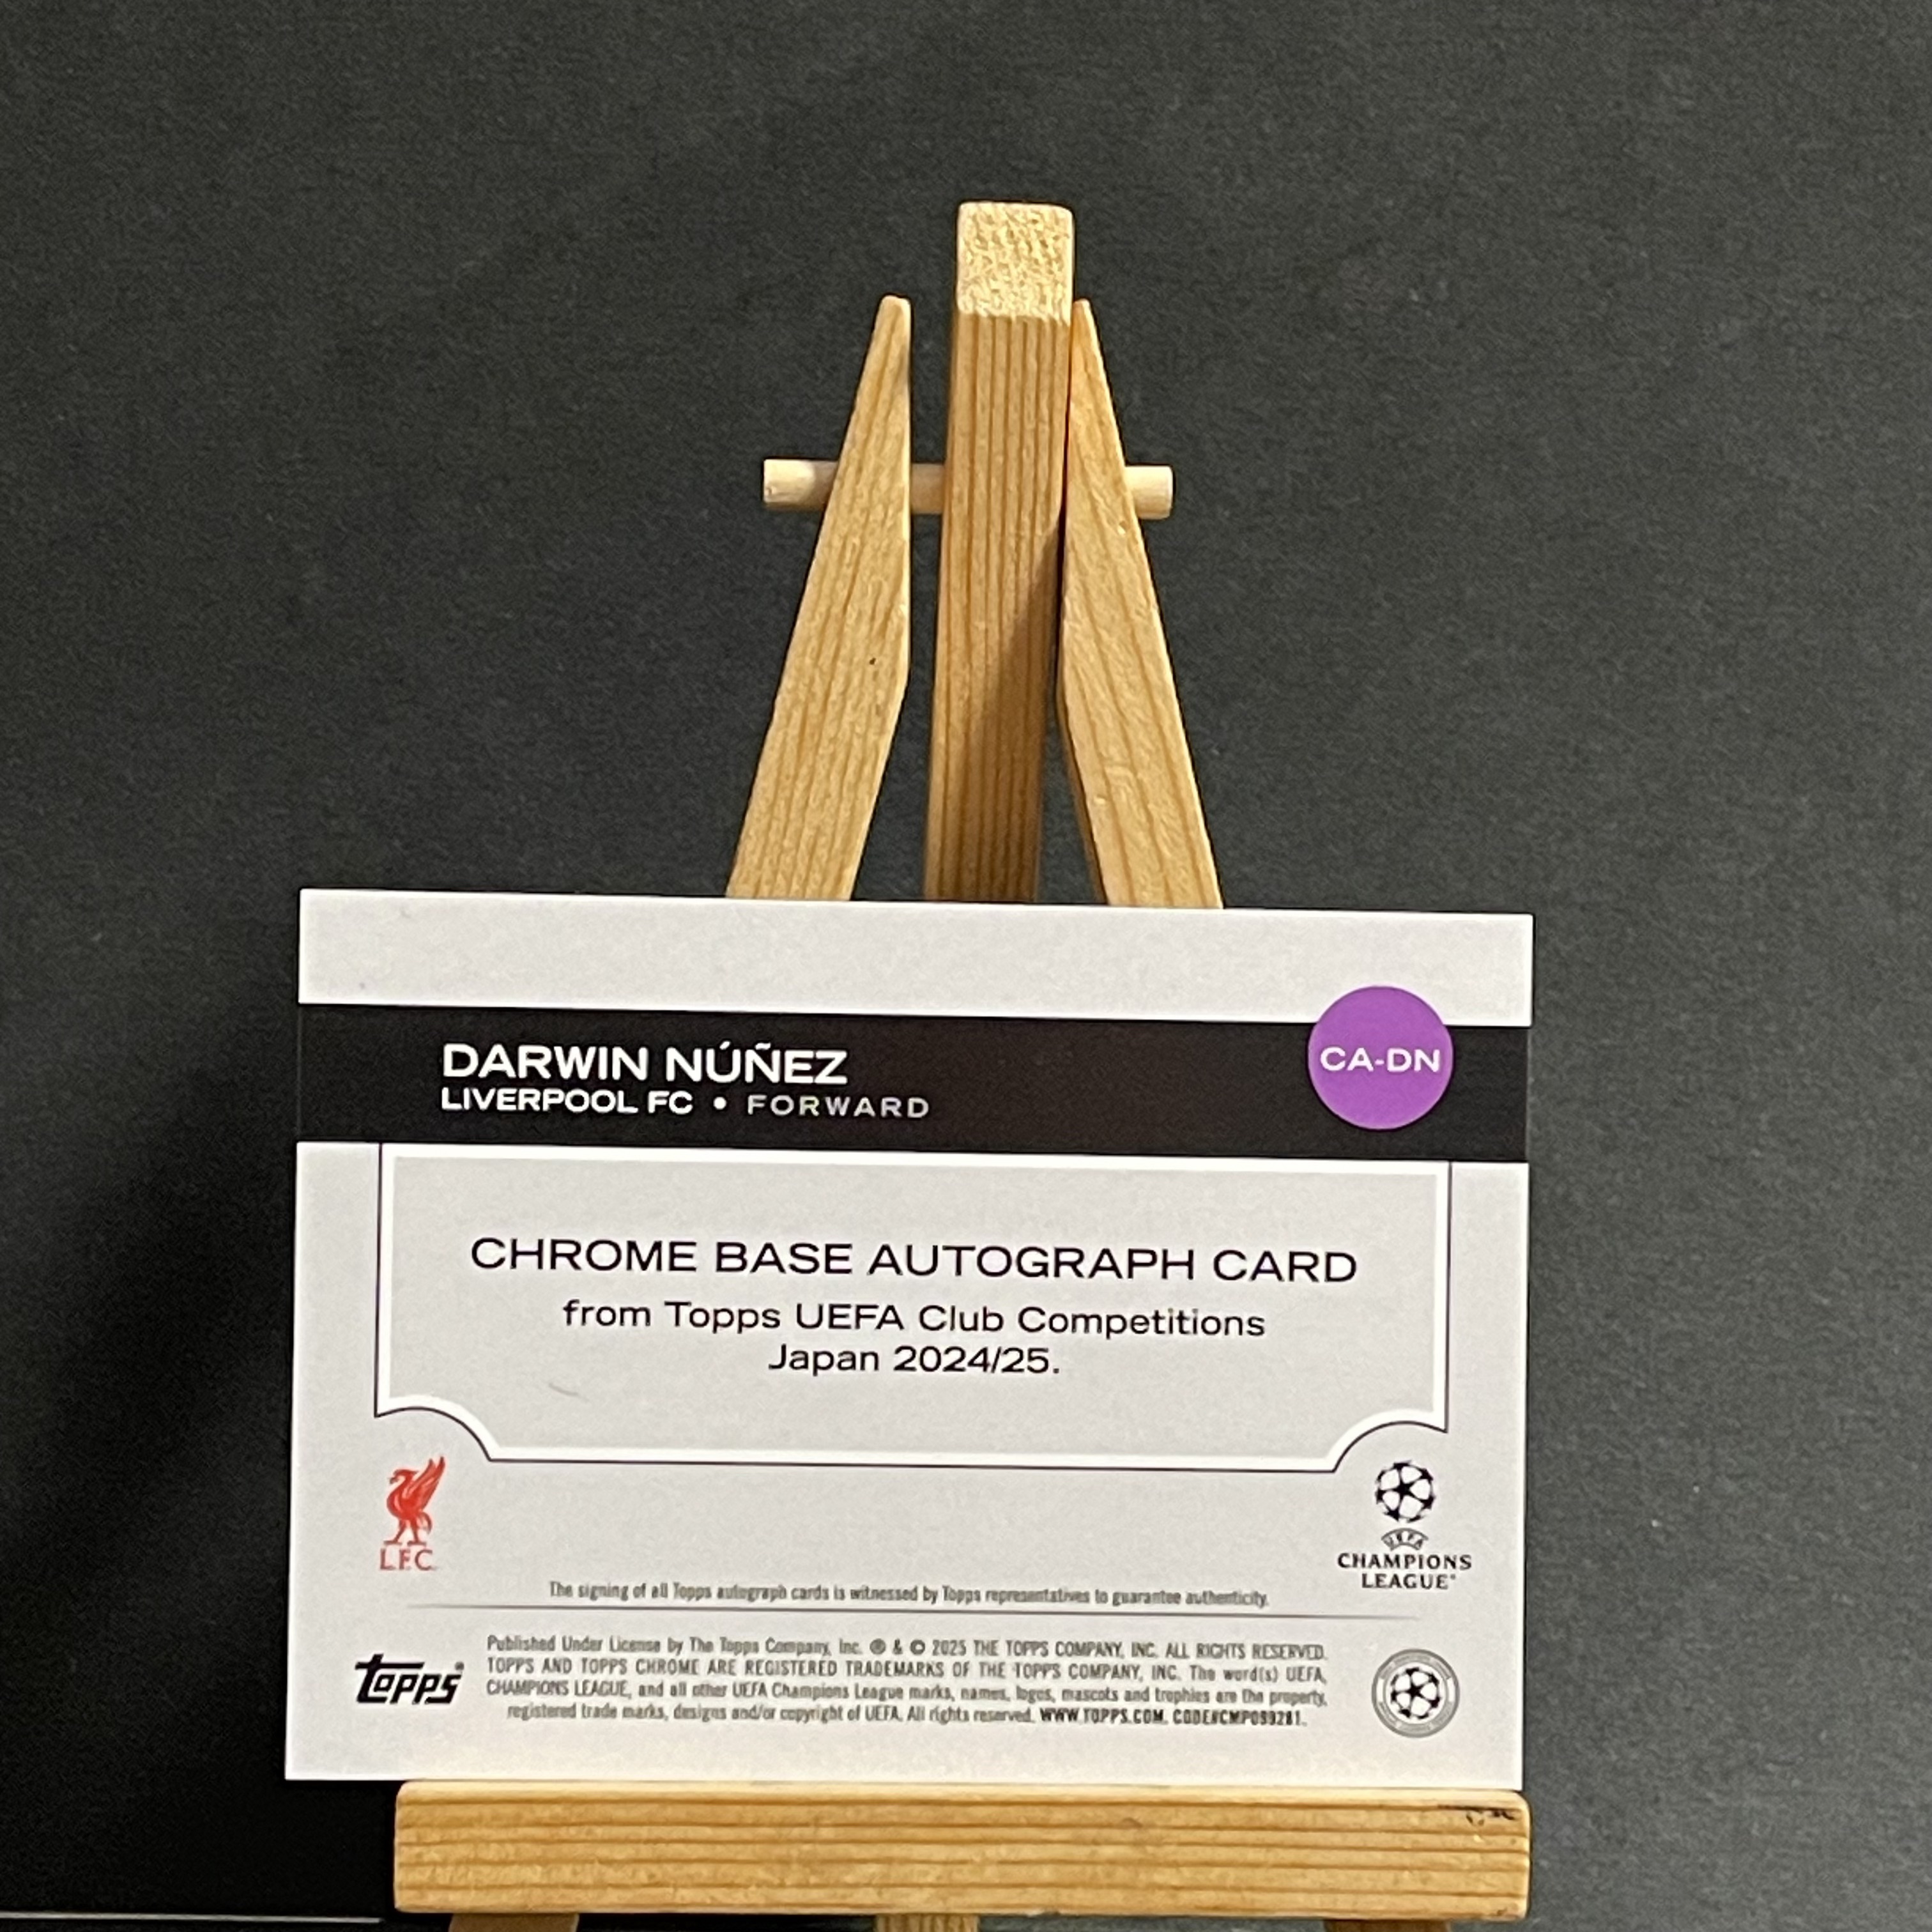 DARWIN NÚÑEZ
LIVERPOOL FC • FORWARD
CA-DN
CHROME BASE AUTOGRAPH CARD
from Topps UEFA Club Competitions
Japan 2024/25.
L.F.C.
UEFA
CHAMPIONS
LEAGUE®
The signing of all Topps autograph cards is witnessed by Topps representatives to guarantee authenticity.
topps®
Published Under License by The Topps Company, Inc. ® & © 2025 THE TOPPS COMPANY, INC. ALL RIGHTS RESERVED.
TOPPS AND TOPPS CHROME ARE REGISTERED TRADEMARKS OF THE TOPPS COMPANY, INC. The word(s) UEFA,
CHAMPIONS LEAGUE, and all other UEFA Champions League marks, names, logos, mascots and trophies are the property,
registered trade marks, designs and/or copyright of UEFA. All rights reserved. WWW.TOPPS.COM. CODE#CMP099281.